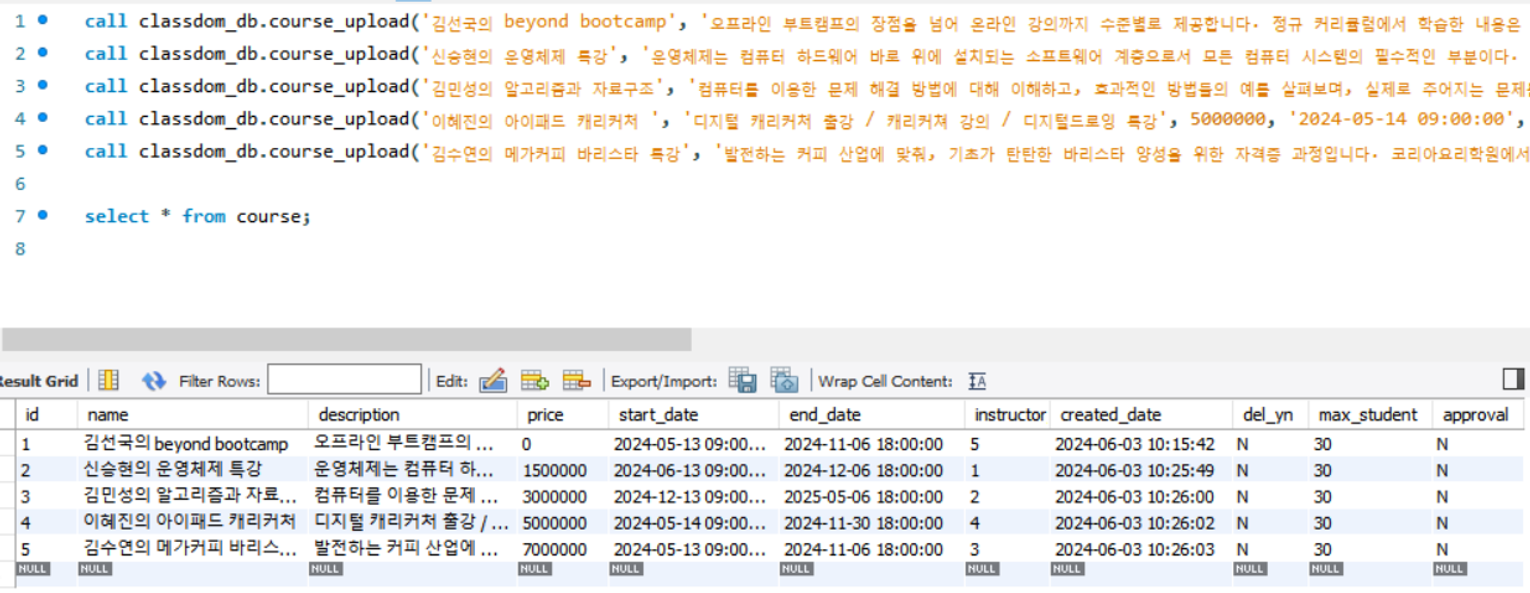 1 call classdom_db.course_upload('김선국의 beyond bootcamp', '오프라인 부트캠프의 장점을 넘어 온라인 강의까지 수준별로 제공합니다. 정규 커리큘럼에서 학습한 내용은
2 call classdom_db.course_upload('신승현의 운영체제 특강', '운영체제는 컴퓨터 하드웨어 바로 위에 설치되는 소프트웨어 계층으로서 모든 컴퓨터 시스템의 필수적인 부분이다.
3 call classdom_db.course_upload('김민성의 알고리즘과 자료구조', '컴퓨터를 이용한 문제 해결 방법에 대해 이해하고, 효과적인 방법들의 예를 살펴보며, 실제로 주어지는 문제를
4 call classdom_db.course_upload('이혜진의 아이패드 캐리커처 ', '디지털 캐리커처 출강 / 캐리커쳐 강의 / 디지털드로잉 특강', 5000000, '2024-05-14 09:00:00',
5 call classdom_db.course_upload('김수연의 메가커피 바리스타 특강', '발전하는 커피 산업에 맞춰, 기초가 탄탄한 바리스타 양성을 위한 자격증 과정입니다. 코리아요리학원에서
6
7 select * from course;
8
Result Grid Filter Rows: Edit: Export/Import: Wrap Cell Content: IA
id name description price start_date end_date instructor created_date del_yn max_student approval
1 김선국의 beyond bootcamp 오프라인 부트캠프의 ... 0 2024-05-13 09:00... 2024-11-06 18:00:00 5 2024-06-03 10:15:42 N 30 N
2 신승현의 운영체제 특강 운영체제는 컴퓨터 하... 1500000 2024-06-13 09:00... 2024-12-06 18:00:00 1 2024-06-03 10:25:49 N 30 N
3 김민성의 알고리즘과 자료... 컴퓨터를 이용한 문제 ... 3000000 2024-12-13 09:00... 2025-05-06 18:00:00 2 2024-06-03 10:26:00 N 30 N
4 이혜진의 아이패드 캐리커처 디지털 캐리커처 출강 / ... 5000000 2024-05-14 09:00... 2024-11-30 18:00:00 4 2024-06-03 10:26:02 N 30 N
5 김수연의 메가커피 바리스... 발전하는 커피 산업에 ... 7000000 2024-05-13 09:00... 2024-11-06 18:00:00 3 2024-06-03 10:26:03 N 30 N
NULL NULL NULL NULL NULL NULL NULL NULL NULL NULL NULL